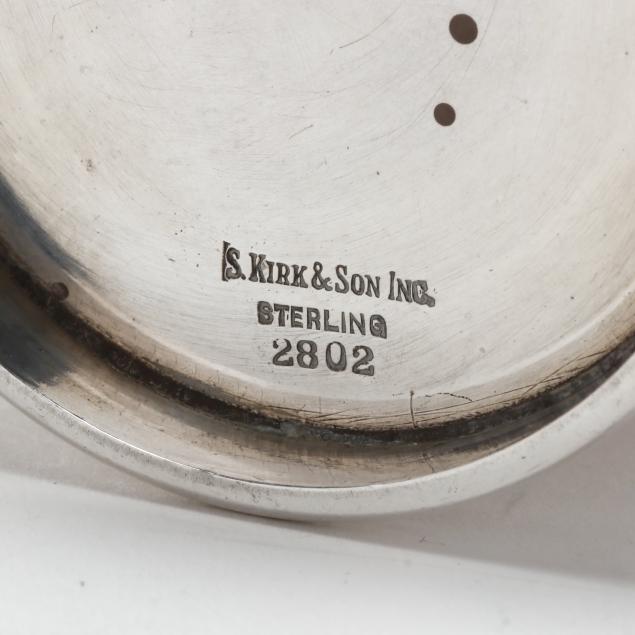 S. KIRK & SON INC.
STERLING
2802